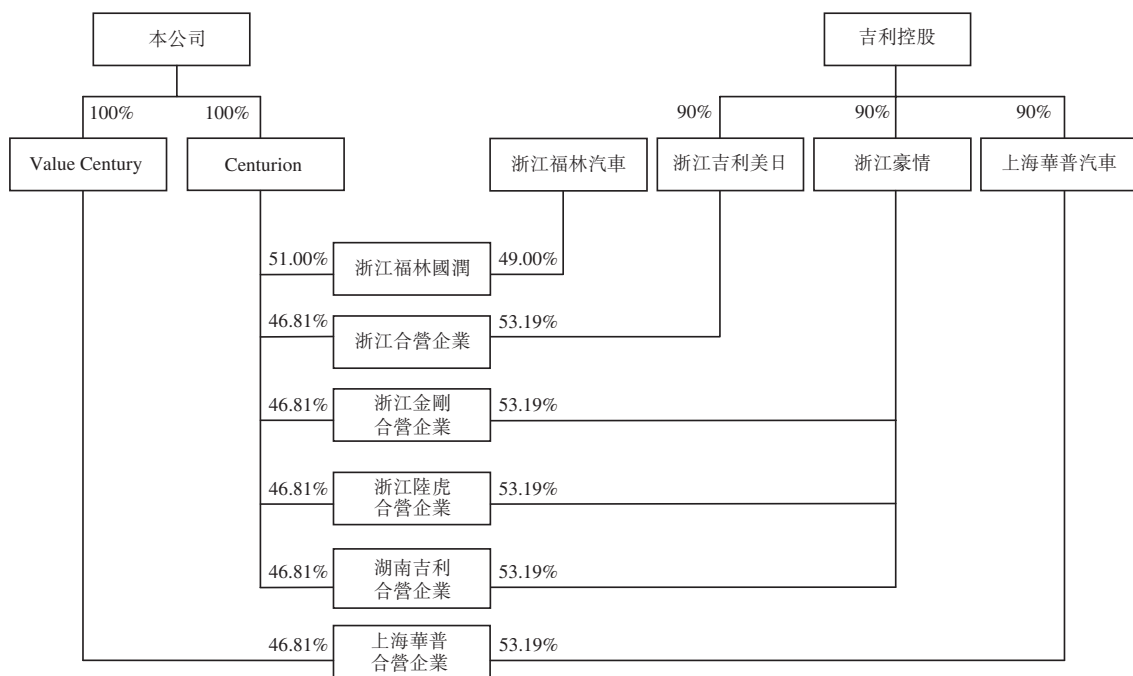 本公司
吉利控股
100%
100%
90%
90%
90%
Value Century
Centurion
浙江福林汽車
浙江吉利美日
浙江豪情
上海華普汽車
51.00%
浙江福林國潤
49.00%
46.81%
浙江合營企業
53.19%
46.81%
浙江金剛
合營企業
53.19%
46.81%
浙江陸虎
合營企業
53.19%
46.81%
湖南吉利
合營企業
53.19%
46.81%
上海華普
合營企業
53.19%